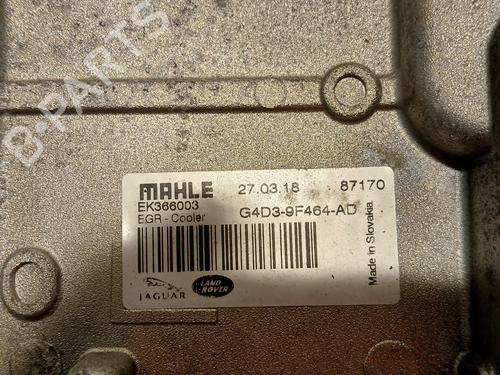 B-PARTS
MAHLE 27.03.18 87170
EK366003
EGR - Cooler G4D3-9F464-AD
Made in Slovakia
JAGUAR
LAND
ROVER